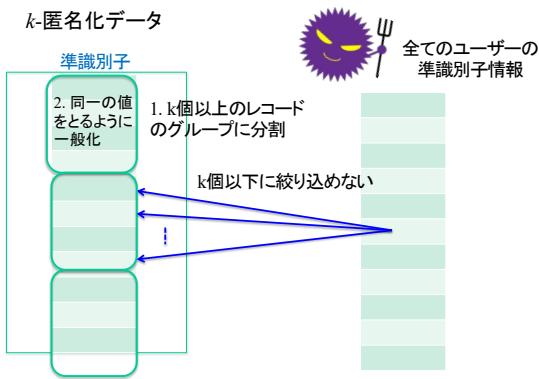 k-匿名化データ
準識別子
2. 同一の値
をとるように
一般化
1. k個以上のレコード
のグループに分割
全てのユーザーの
準識別子情報
k個以下に絞り込めない